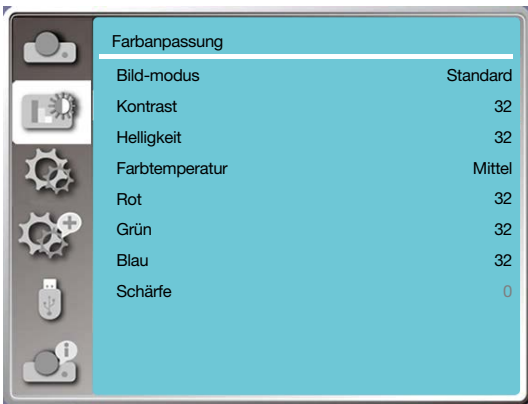 Farbanpassung
Bild-modus Standard
Kontrast 32
Helligkeit 32
Farbtemperatur Mittel
Rot 32
Grün 32
Blau 32
Schärfe 0